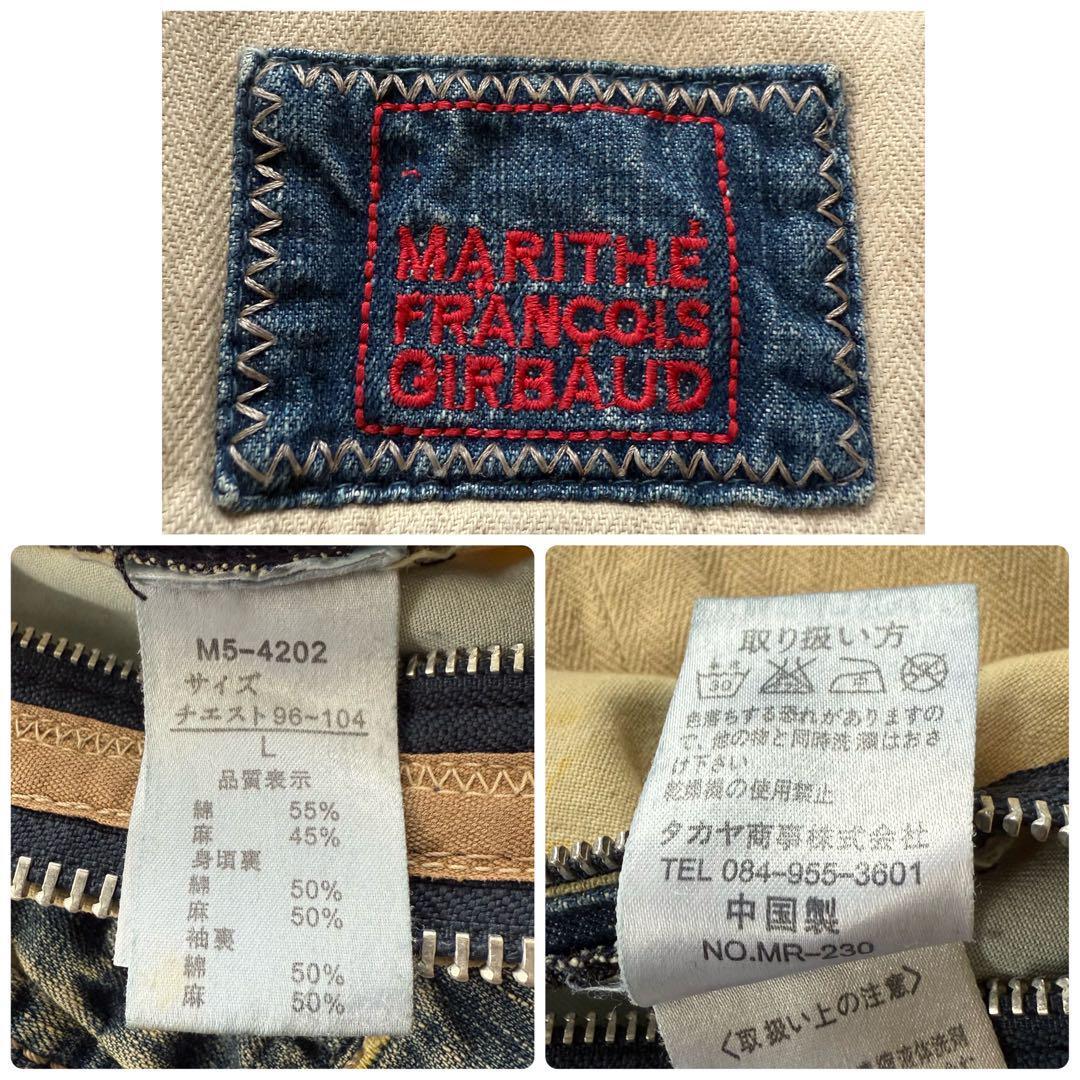 MARITHÉ
FRANÇOIS
GIRBAUD
M5-4202
サイズ
チエスト96~104
L
品質表示
綿 55%
麻 45%
身頃裏
綿 50%
麻 50%
袖裏
綿 50%
麻 50%
取り扱い方
30
色落ちする恐れがありますの
で、他の物と同時洗濯はおさ
け下さい
乾燥機の使用禁止
タカヤ商事株式会社
TEL 084-955-3601
中国製
NO.MR-230
〈取扱い上の注意〉
液体洗剤